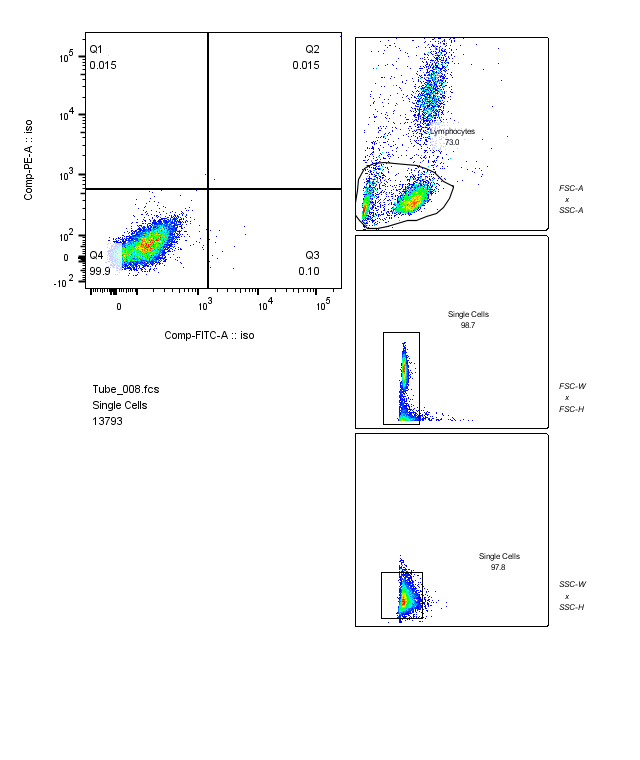 Q1
0.015
Q2
0.015
10^5
10^4
10^3
10^2
0
-10^2
Comp-PE-A :: iso
Q4
99.9
Q3
0.10
0
10^3
10^4
10^5
Comp-FITC-A :: iso
Tube_008.fcs
Single Cells
13793
Lymphocytes
73.0
FSC-A
x
SSC-A
Single Cells
98.7
FSC-W
x
FSC-H
Single Cells
97.8
SSC-W
x
SSC-H